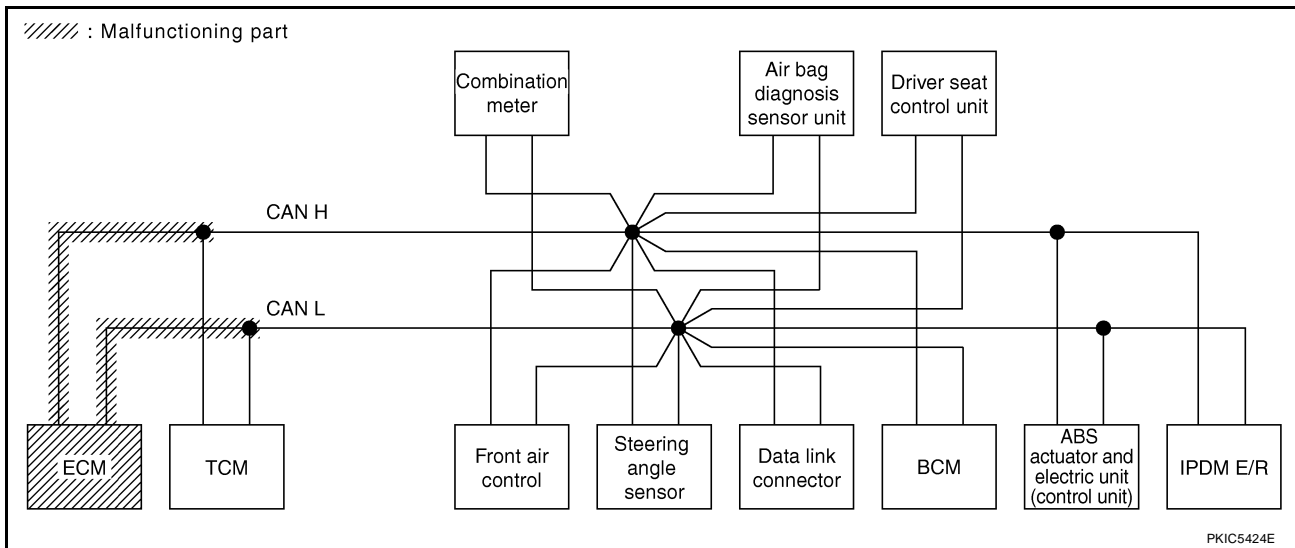 : Malfunctioning part
Combination
meter
Air bag
diagnosis
sensor unit
Driver seat
control unit
CAN H
CAN L
ECM
TCM
Front air
control
Steering
angle
sensor
Data link
connector
BCM
ABS
actuator and
electric unit
(control unit)
IPDM E/R
PKIC5424E